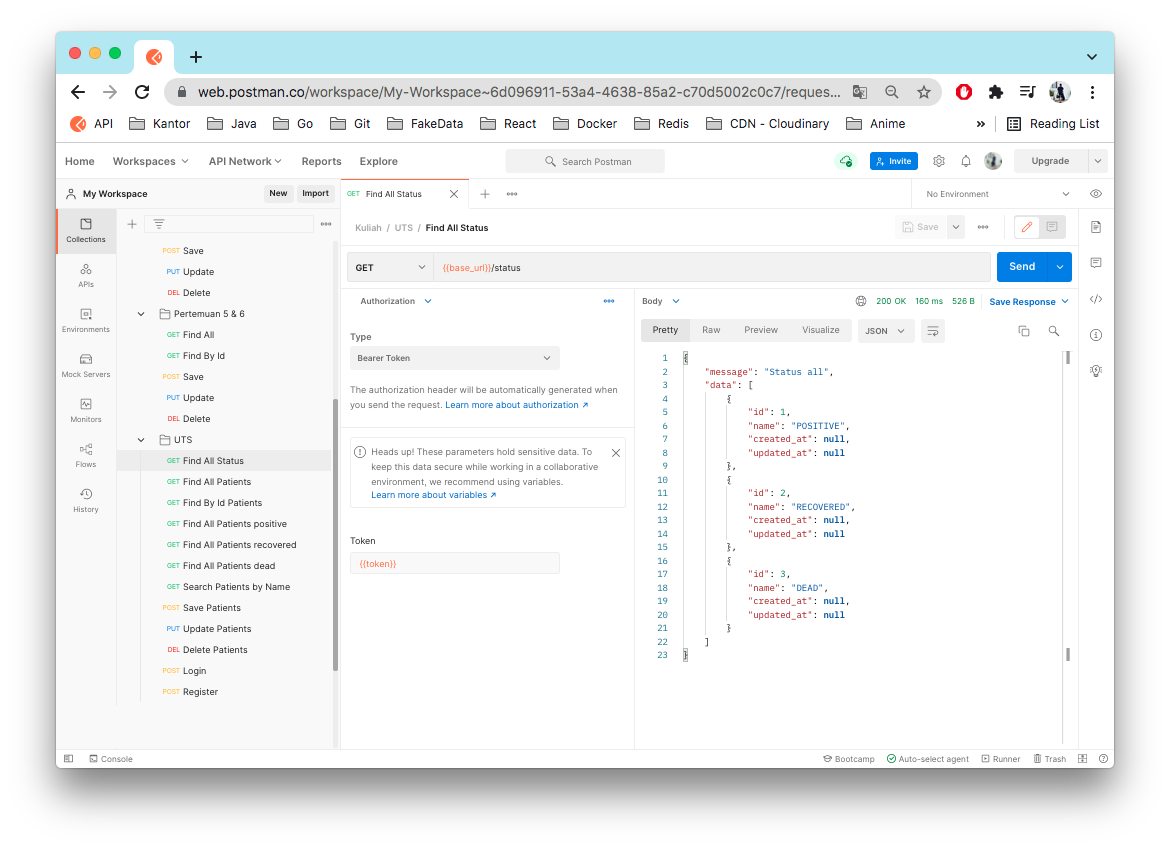 web.postman.co/workspace/My-Workspace~6d096911-53a4-4638-85a2-c70d5002c0c7/reques...
API Kantor Java Go Git FakeData React Docker Redis CDN - Cloudinary Anime » Reading List
Home Workspaces API Network Reports Explore Search Postman Invite Upgrade
My Workspace New Import GET Find All Status No Environment
Collections
APIs
Environments
Mock Servers
Monitors
Flows
History
POST Save
PUT Update
DEL Delete
Pertemuan 5 & 6
GET Find All
GET Find By Id
POST Save
PUT Update
DEL Delete
UTS
GET Find All Status
GET Find All Patients
GET Find By Id Patients
GET Find All Patients positive
GET Find All Patients recovered
GET Find All Patients dead
GET Search Patients by Name
POST Save Patients
PUT Update Patients
DEL Delete Patients
POST Login
POST Register
Kuliah / UTS / Find All Status Save
GET {{base_url}}/status Send
Authorization
Type
Bearer Token
The authorization header will be automatically generated when
you send the request. Learn more about authorization ↗
Heads up! These parameters hold sensitive data. To
keep this data secure while working in a collaborative
environment, we recommend using variables.
Learn more about variables ↗
Token
{{token}}
Body 200 OK 160 ms 526 B Save Response
Pretty Raw Preview Visualize JSON
1 {
2 "message": "Status all",
3 "data": [
4 {
5 "id": 1,
6 "name": "POSITIVE",
7 "created_at": null,
8 "updated_at": null
9 },
10 {
11 "id": 2,
12 "name": "RECOVERED",
13 "created_at": null,
14 "updated_at": null
15 },
16 {
17 "id": 3,
18 "name": "DEAD",
19 "created_at": null,
20 "updated_at": null
21 }
22 ]
23 }
Console Bootcamp Auto-select agent Runner Trash